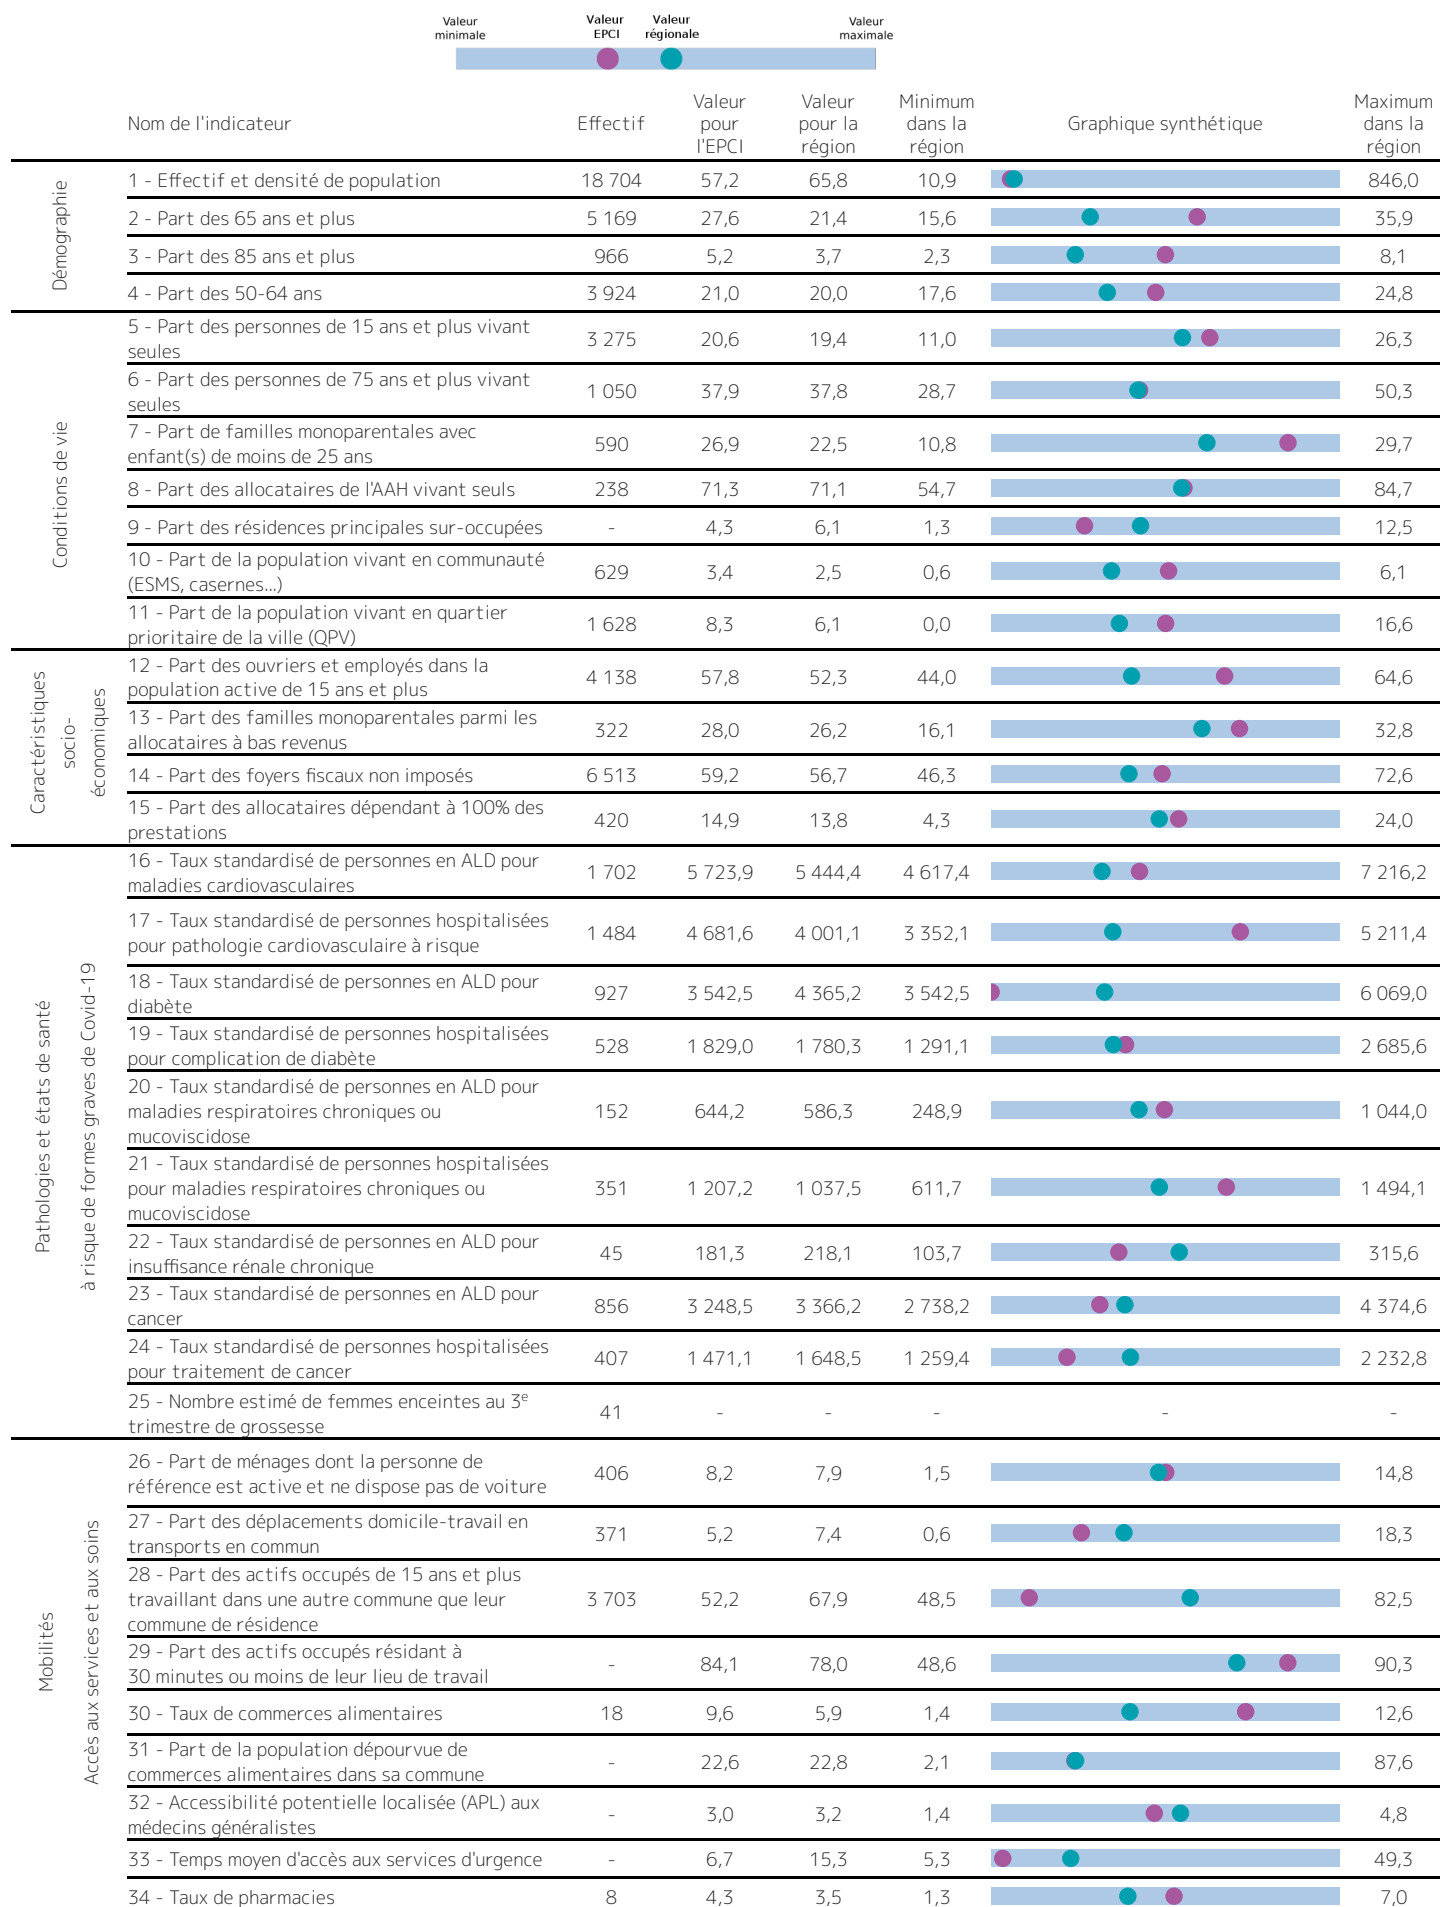 Valeur minimale
Valeur EPCI
Valeur régionale
Valeur maximale
Nom de l'indicateur
Effectif
Valeur pour l'EPCI
Valeur pour la région
Minimum dans la région
Graphique synthétique
Maximum dans la région
Démographie
1 - Effectif et densité de population 18 704 57,2 65,8 10,9 846,0
2 - Part des 65 ans et plus 5 169 27,6 21,4 15,6 35,9
3 - Part des 85 ans et plus 966 5,2 3,7 2,3 8,1
4 - Part des 50-64 ans 3 924 21,0 20,0 17,6 24,8
Conditions de vie
5 - Part des personnes de 15 ans et plus vivant
seules 3 275 20,6 19,4 11,0 26,3
6 - Part des personnes de 75 ans et plus vivant
seules 1 050 37,9 37,8 28,7 50,3
7 - Part de familles monoparentales avec
enfant(s) de moins de 25 ans 590 26,9 22,5 10,8 29,7
8 - Part des allocataires de l'AAH vivant seuls 238 71,3 71,1 54,7 84,7
9 - Part des résidences principales sur-occupées - 4,3 6,1 1,3 12,5
10 - Part de la population vivant en communauté
(ESMS, casernes...) 629 3,4 2,5 0,6 6,1
11 - Part de la population vivant en quartier
prioritaire de la ville (QPV) 1 628 8,3 6,1 0,0 16,6
Caractéristiques
socio-
économiques
12 - Part des ouvriers et employés dans la
population active de 15 ans et plus 4 138 57,8 52,3 44,0 64,6
13 - Part des familles monoparentales parmi les
allocataires à bas revenus 322 28,0 26,2 16,1 32,8
14 - Part des foyers fiscaux non imposés 6 513 59,2 56,7 46,3 72,6
15 - Part des allocataires dépendant à 100% des
prestations 420 14,9 13,8 4,3 24,0
Pathologies et états de santé
à risque de formes graves de Covid-19
16 - Taux standardisé de personnes en ALD pour
maladies cardiovasculaires 1 702 5 723,9 5 444,4 4 617,4 7 216,2
17 - Taux standardisé de personnes hospitalisées
pour pathologie cardiovasculaire à risque 1 484 4 681,6 4 001,1 3 352,1 5 211,4
18 - Taux standardisé de personnes en ALD pour
diabète 927 3 542,5 4 365,2 3 542,5 6 069,0
19 - Taux standardisé de personnes hospitalisées
pour complication de diabète 528 1 829,0 1 780,3 1 291,1 2 685,6
20 - Taux standardisé de personnes en ALD pour
maladies respiratoires chroniques ou
mucoviscidose 152 644,2 586,3 248,9 1 044,0
21 - Taux standardisé de personnes hospitalisées
pour maladies respiratoires chroniques ou
mucoviscidose 351 1 207,2 1 037,5 611,7 1 494,1
22 - Taux standardisé de personnes en ALD pour
insuffisance rénale chronique 45 181,3 218,1 103,7 315,6
23 - Taux standardisé de personnes en ALD pour
cancer 856 3 248,5 3 366,2 2 738,2 4 374,6
24 - Taux standardisé de personnes hospitalisées
pour traitement de cancer 407 1 471,1 1 648,5 1 259,4 2 232,8
25 - Nombre estimé de femmes enceintes au 3e
trimestre de grossesse 41 - - - - -
Mobilités
Accès aux services et aux soins
26 - Part de ménages dont la personne de
référence est active et ne dispose pas de voiture 406 8,2 7,9 1,5 14,8
27 - Part des déplacements domicile-travail en
transports en commun 371 5,2 7,4 0,6 18,3
28 - Part des actifs occupés de 15 ans et plus
travaillant dans une autre commune que leur
commune de résidence 3 703 52,2 67,9 48,5 82,5
29 - Part des actifs occupés résidant à
30 minutes ou moins de leur lieu de travail - 84,1 78,0 48,6 90,3
30 - Taux de commerces alimentaires 18 9,6 5,9 1,4 12,6
31 - Part de la population dépourvue de
commerces alimentaires dans sa commune - 22,6 22,8 2,1 87,6
32 - Accessibilité potentielle localisée (APL) aux
médecins généralistes - 3,0 3,2 1,4 4,8
33 - Temps moyen d'accès aux services d'urgence - 6,7 15,3 5,3 49,3
34 - Taux de pharmacies 8 4,3 3,5 1,3 7,0